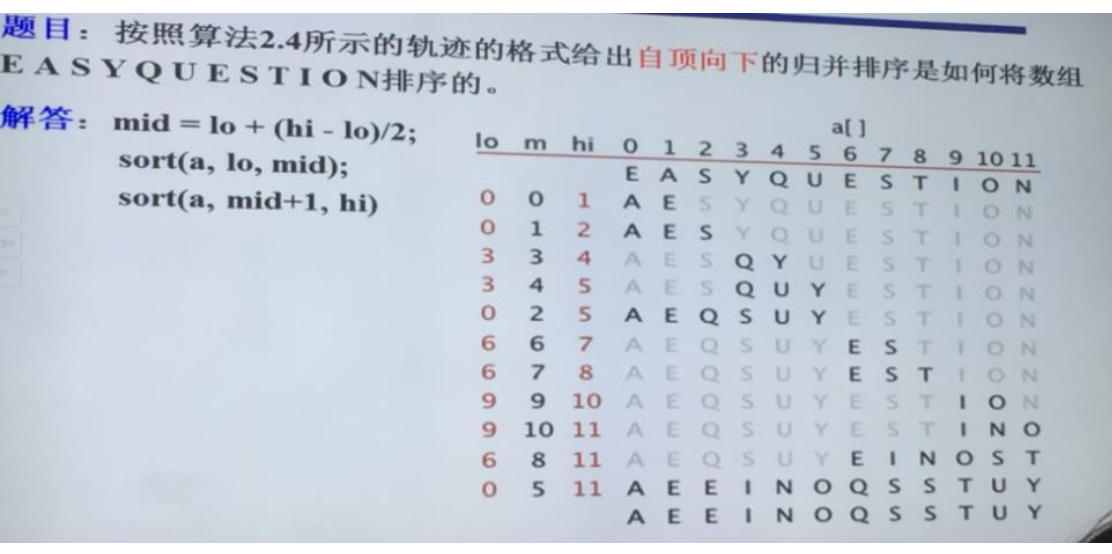 题目：按照算法2.4所示的轨迹的格式给出自顶向下的归并排序是如何将数组
E A S Y Q U E S T I O N排序的。
解答：mid = lo + (hi - lo)/2;
sort(a, lo, mid);
sort(a, mid+1, hi)
a[ ]
lo m hi 0 1 2 3 4 5 6 7 8 9 10 11
E A S Y Q U E S T I O N
0 0 1 A E S Y Q U E S T I O N
0 1 2 A E S Y Q U E S T I O N
3 3 4 A E S Q Y U E S T I O N
3 4 5 A E S Q U Y E S T I O N
0 2 5 A E Q S U Y E S T I O N
6 6 7 A E Q S U Y E S T I O N
6 7 8 A E Q S U Y E S T I O N
9 9 10 A E Q S U Y E S T I O N
9 10 11 A E Q S U Y E S T I N O
6 8 11 A E Q S U Y E I N O S T
0 5 11 A E E I N O Q S S T U Y
A E E I N O Q S S T U Y